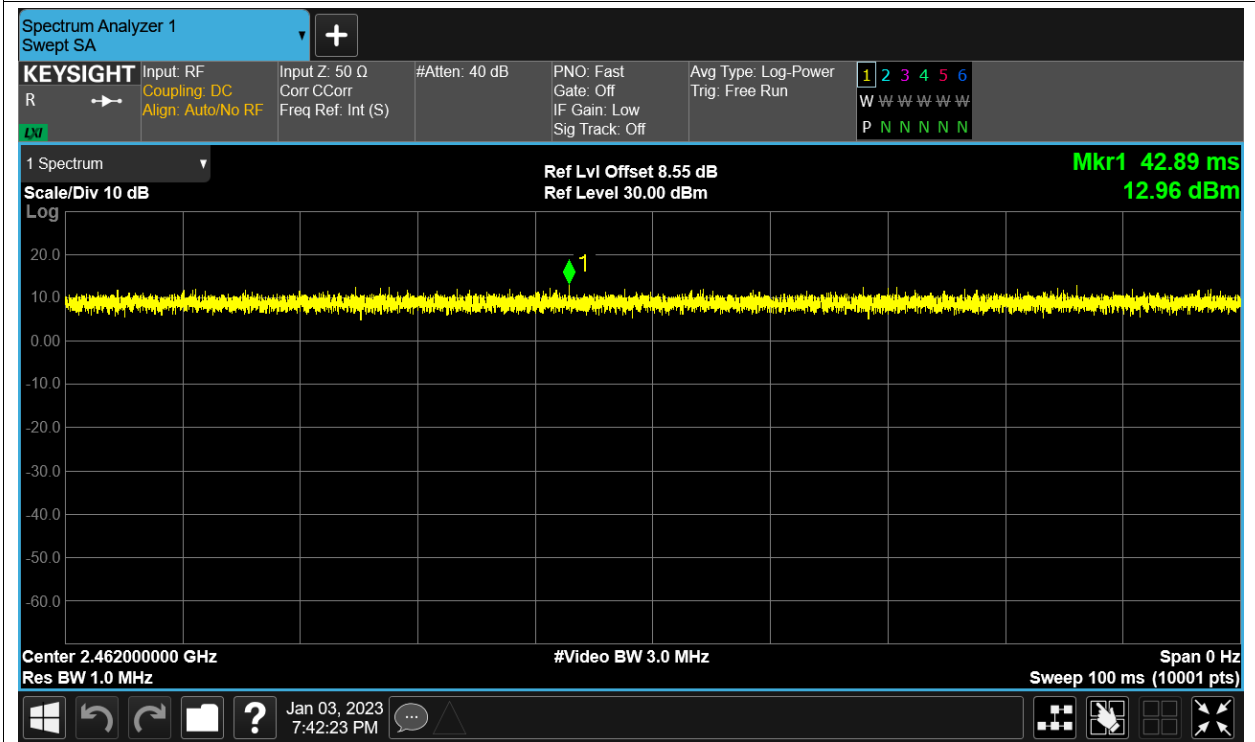 Spectrum Analyzer 1
Swept SA
+
KEYSIGHT
R
LXI
Input: RF
Coupling: DC
Align: Auto/No RF
Input Z: 50 Ω
Corr CCorr
Freq Ref: Int (S)
#Atten: 40 dB
PNO: Fast
Gate: Off
IF Gain: Low
Sig Track: Off
Avg Type: Log-Power
Trig: Free Run
1 2 3 4 5 6
W W W W W W
P N N N N N
1 Spectrum
Scale/Div 10 dB
Log
Ref Lvl Offset 8.55 dB
Ref Level 30.00 dBm
Mkr1 42.89 ms
12.96 dBm
1
20.0
10.0
0.00
-10.0
-20.0
-30.0
-40.0
-50.0
-60.0
Center 2.462000000 GHz
#Video BW 3.0 MHz
Span 0 Hz
Res BW 1.0 MHz
Sweep 100 ms (10001 pts)
?
Jan 03, 2023
7:42:23 PM